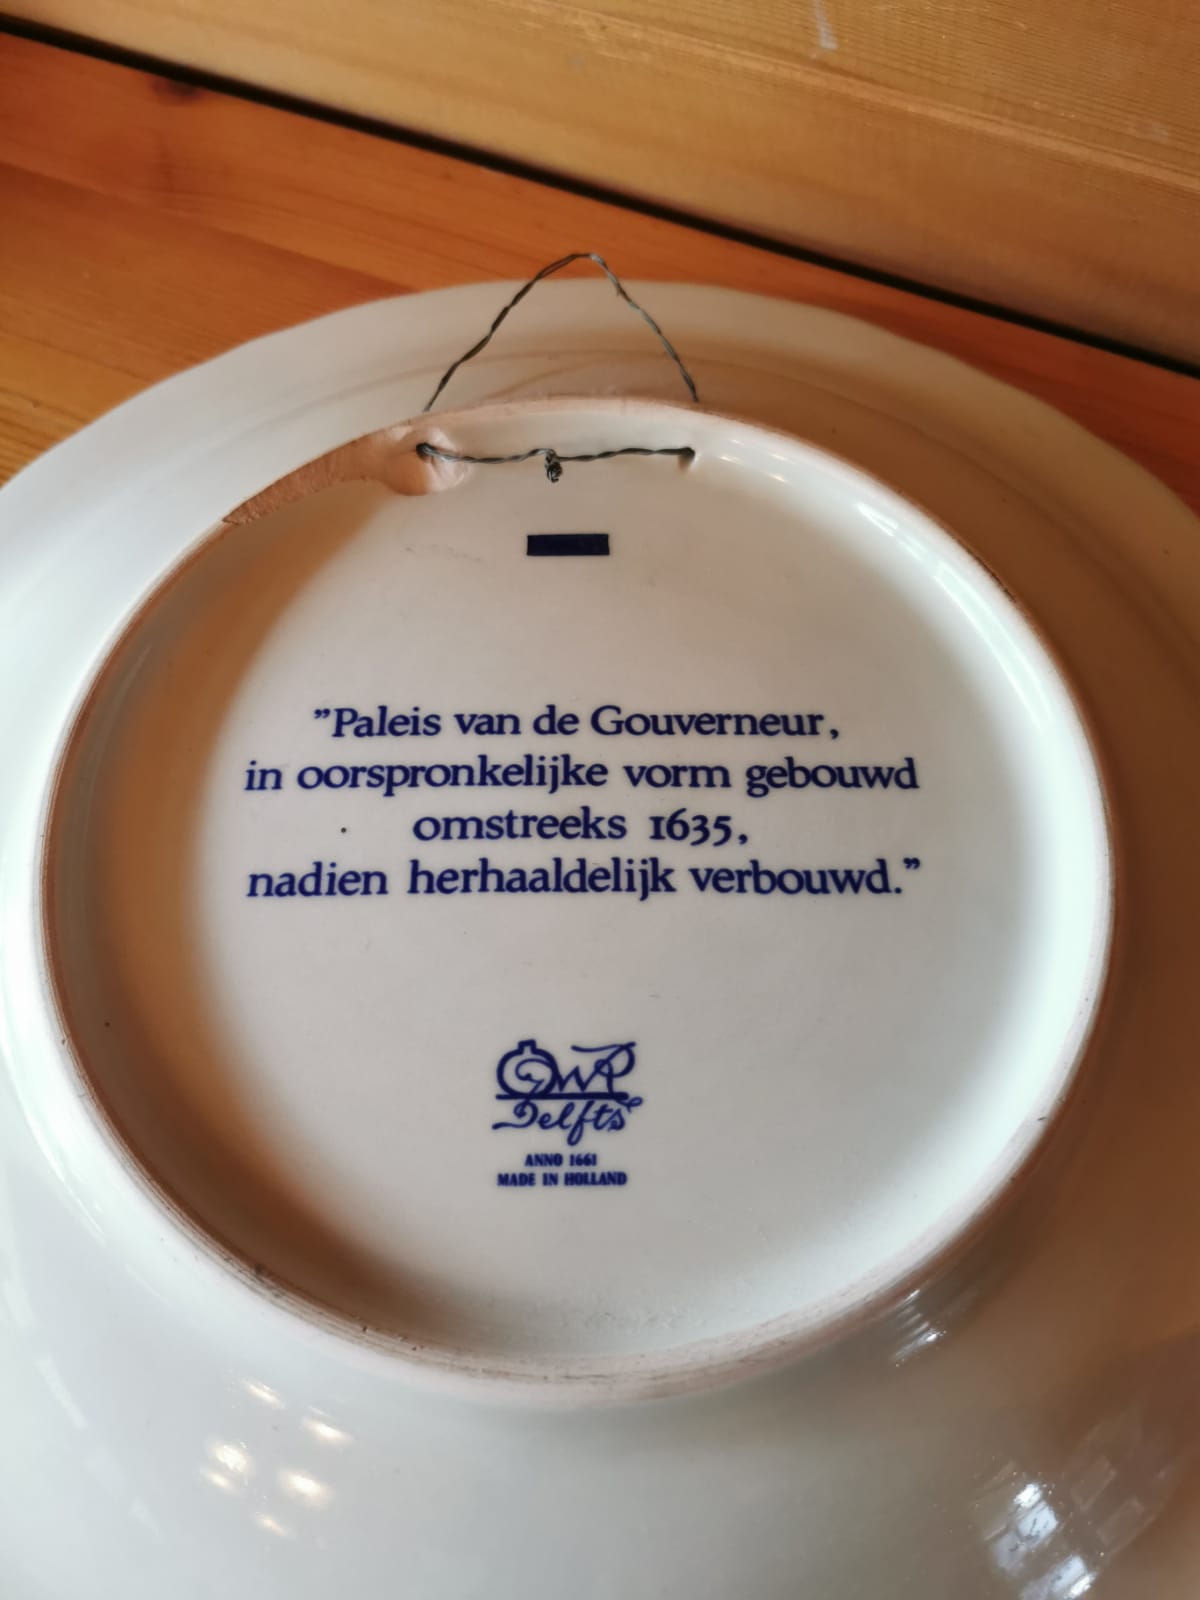 ”Paleis van de Gouverneur,
in oorspronkelijke vorm gebouwd
omstreeks 1635,
nadien herhaaldelijk verbouwd.”
Delfts
ANNO 1661
MADE IN HOLLAND